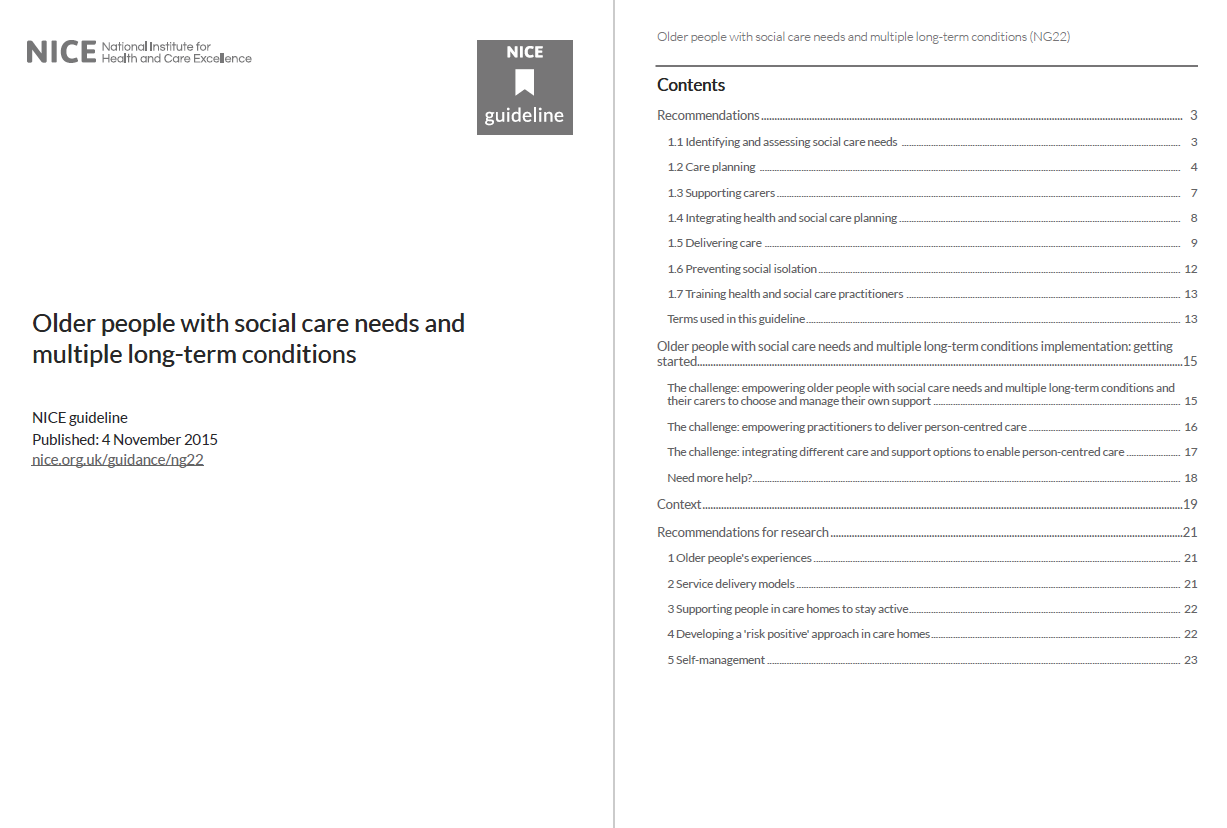 NICE National Institute for
Health and Care Excellence
NICE
guideline
Older people with social care needs and
multiple long-term conditions
NICE guideline
Published: 4 November 2015
nice.org.uk/guidance/ng22
Older people with social care needs and multiple long-term conditions (NG22)
Contents
Recommendations 3
1.1 Identifying and assessing social care needs 3
1.2 Care planning 4
1.3 Supporting carers 7
1.4 Integrating health and social care planning 8
1.5 Delivering care 9
1.6 Preventing social isolation 12
1.7 Training health and social care practitioners 13
Terms used in this guideline 13
Older people with social care needs and multiple long-term conditions implementation: getting
started 15
The challenge: empowering older people with social care needs and multiple long-term conditions and
their carers to choose and manage their own support 15
The challenge: empowering practitioners to deliver person-centred care 16
The challenge: integrating different care and support options to enable person-centred care 17
Need more help? 18
Context 19
Recommendations for research 21
1 Older people's experiences 21
2 Service delivery models 21
3 Supporting people in care homes to stay active 22
4 Developing a 'risk positive' approach in care homes 22
5 Self-management 23